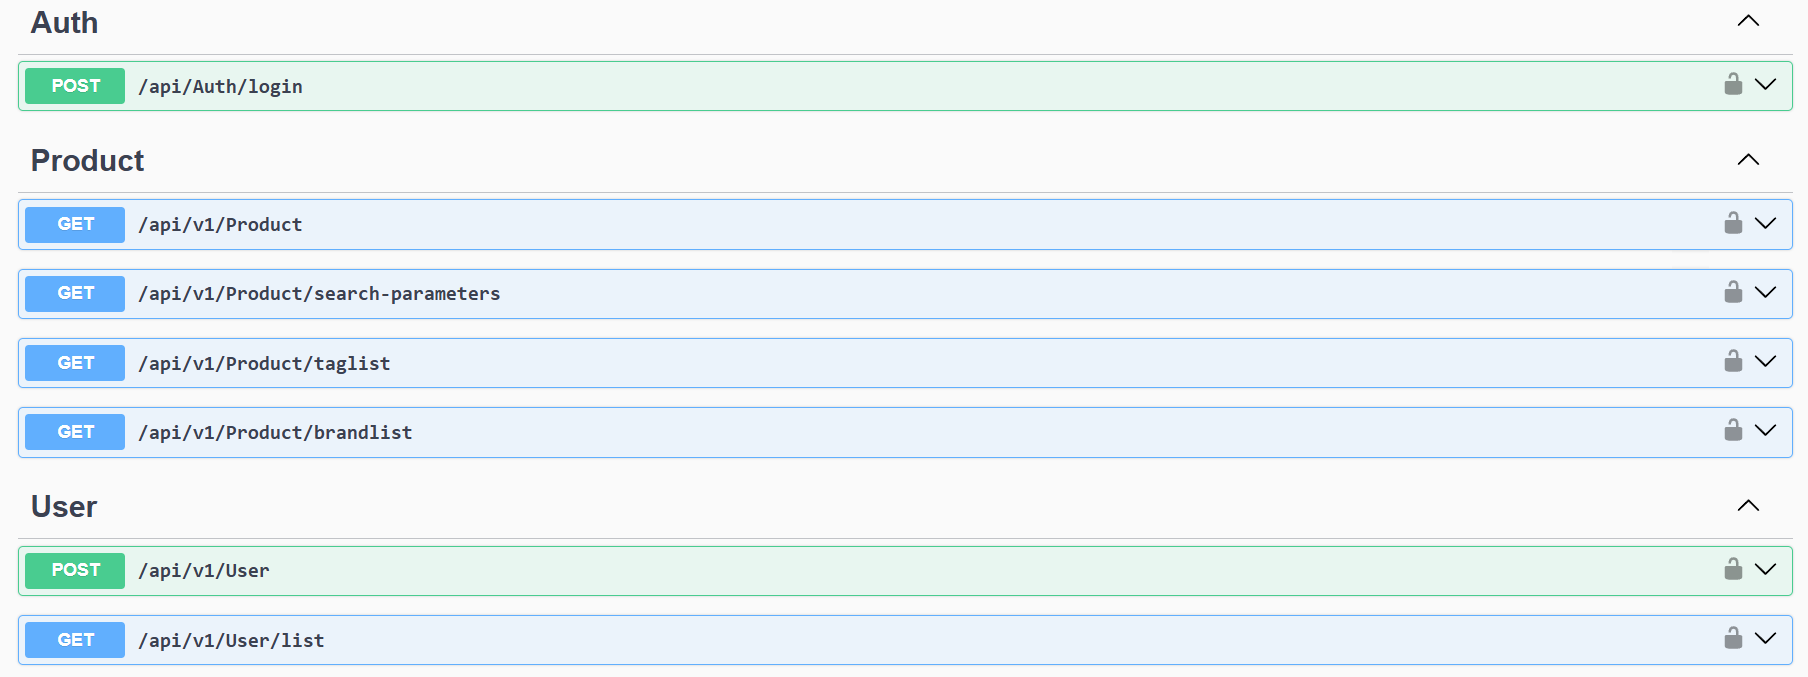 Auth
POST /api/Auth/login
Product
GET /api/v1/Product
GET /api/v1/Product/search-parameters
GET /api/v1/Product/taglist
GET /api/v1/Product/brandlist
User
POST /api/v1/User
GET /api/v1/User/list